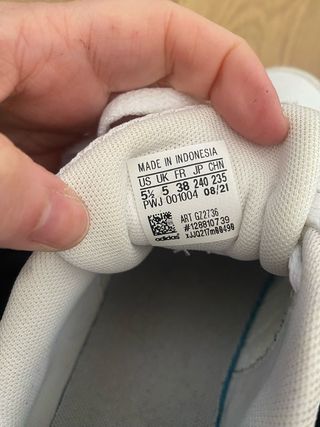 MADE IN INDONESIA
US UK FR JP CHN
5½ 5 38 240 235
PWJ 001004 08/21
ART GZ2736
#128810739
adidas xJJQ217m00490